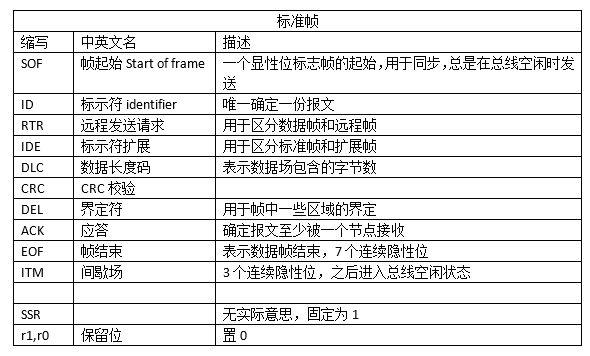 标准帧
缩写 中英文名 描述
SOF 帧起始 Start of frame 一个显性位标志帧的起始，用于同步，总是在总线空闲时发
送
ID 标示符 identifier 唯一确定一份报文
RTR 远程发送请求 用于区分数据帧和远程帧
IDE 标示符扩展 用于区分标准帧和扩展帧
DLC 数据长度码 表示数据场包含的字节数
CRC CRC 校验
DEL 界定符 用于帧中一些区域的界定
ACK 应答 确定报文至少被一个节点接收
EOF 帧结束 表示数据帧结束，7 个连续隐性位
ITM 间歇场 3 个连续隐性位，之后进入总线空闲状态
SSR 无实际意思，固定为 1
r1,r0 保留位 置 0